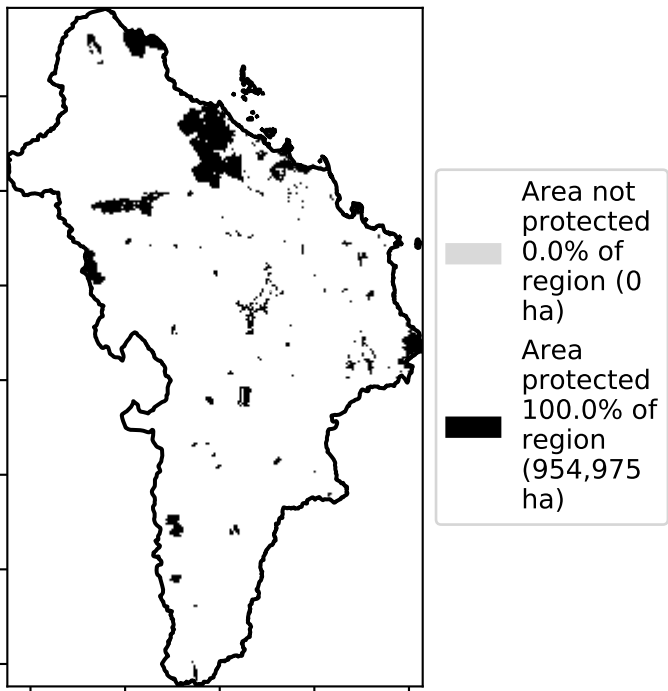 Area not
protected
0.0% of
region (0
ha)
Area
protected
100.0% of
region
(954,975
ha)